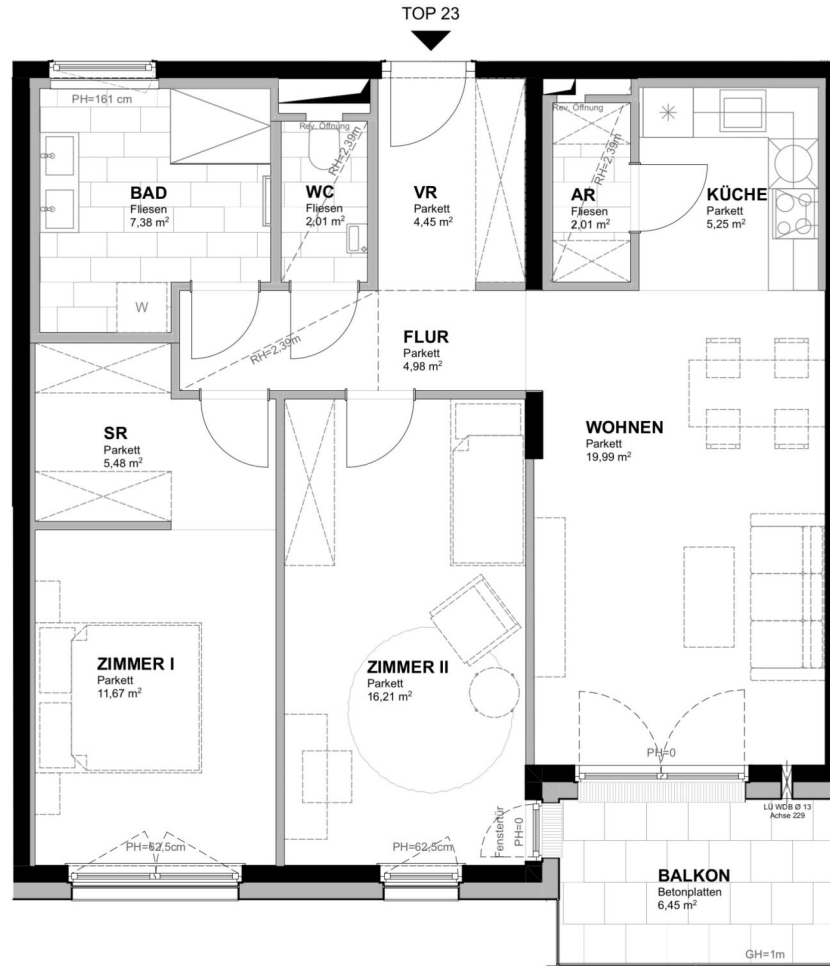 TOP 23
PH=161 cm
BAD
Fliesen
7,38 m²
W
Rev. Öffnung
RH=2,39m
WC
Fliesen
2,01 m²
VR
Parkett
4,45 m²
Rev. Öffnung
RH=2,39m
AR
Fliesen
2,01 m²
KÜCHE
Parkett
5,25 m²
RH=2,39m
FLUR
Parkett
4,98 m²
SR
Parkett
5,48 m²
WOHNEN
Parkett
19,99 m²
ZIMMER I
Parkett
11,67 m²
ZIMMER II
Parkett
16,21 m²
PH=0
PH=62,5cm
PH=62,5cm
Fenstertür
PH=0
LÜ WDB Ø 13
Achse 229
BALKON
Betonplatten
6,45 m²
GH=1m